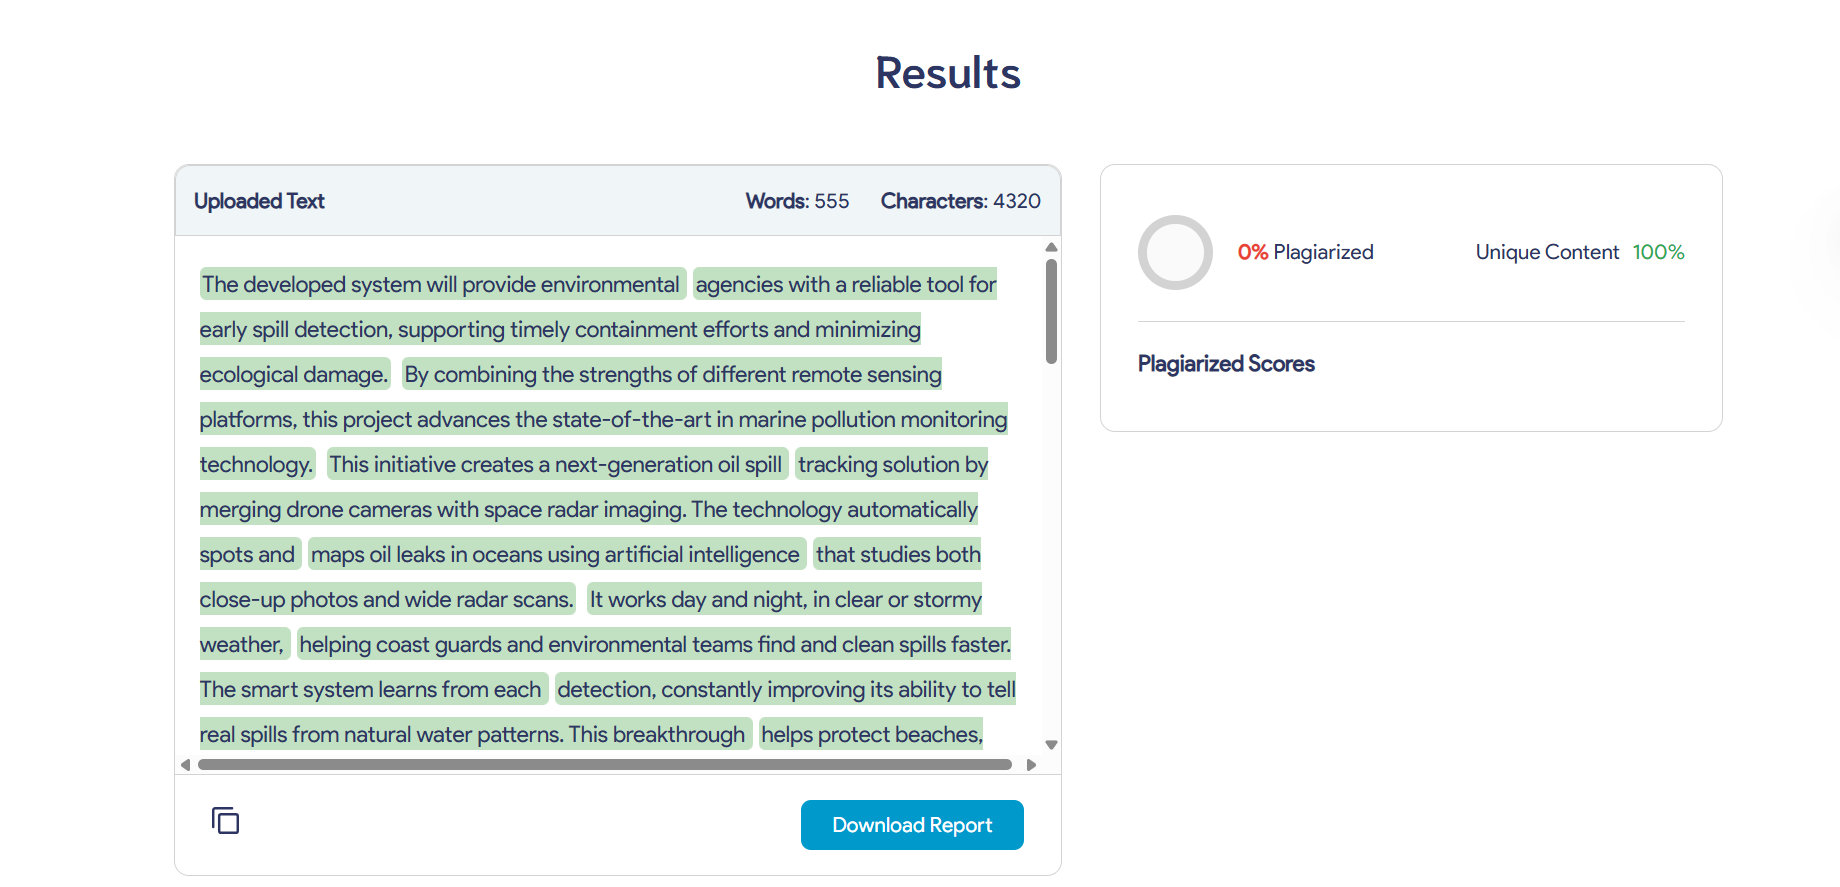 Results
Uploaded Text
Words: 555
Characters: 4320
The developed system will provide environmental agencies with a reliable tool for
early spill detection, supporting timely containment efforts and minimizing
ecological damage. By combining the strengths of different remote sensing
platforms, this project advances the state-of-the-art in marine pollution monitoring
technology. This initiative creates a next-generation oil spill tracking solution by
merging drone cameras with space radar imaging. The technology automatically
spots and maps oil leaks in oceans using artificial intelligence that studies both
close-up photos and wide radar scans. It works day and night, in clear or stormy
weather, helping coast guards and environmental teams find and clean spills faster.
The smart system learns from each detection, constantly improving its ability to tell
real spills from natural water patterns. This breakthrough helps protect beaches,
Download Report
0% Plagiarized
Unique Content 100%
Plagiarized Scores